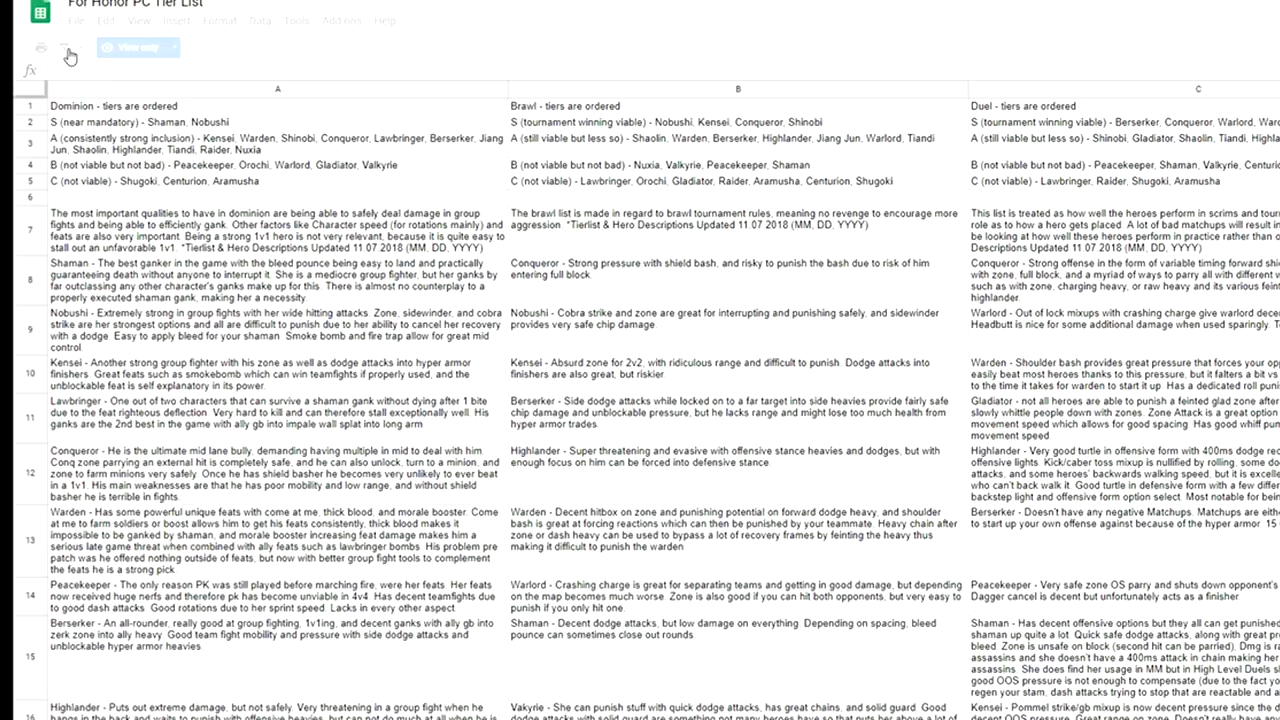 For Honor PC Tier List
File Edit View Insert Format Data Tools Add-ons Help
View only
fx
A B C
1 Dominion - tiers are ordered
Brawl - tiers are ordered
Duel - tiers are ordered
2 S (near mandatory) - Shaman, Nobushi
S (tournament winning viable) - Nobushi, Kensei, Conqueror, Shinobi
S (tournament winning viable) - Berserker, Conqueror, Warlord, Ward
3 A (consistently strong inclusion) - Kensei, Warden, Shinobi, Conqueror, Lawbringer, Berserker, Jiang
Jun, Shaolin, Highlander, Tiandi, Raider, Nuxia
A (still viable but less so) - Shaolin, Warden, Berserker, Highlander, Jiang Jun, Warlord, Tiandi
A (still viable but less so) - Shinobi, Gladiator, Shaolin, Tiandi, Highla
4 B (not viable but not bad) - Peacekeeper, Orochi, Warlord, Gladiator, Valkyrie
B (not viable but not bad) - Nuxia, Valkyrie, Peacekeeper, Shaman
B (not viable but not bad) - Peacekeeper, Shaman, Valkyrie, Centuri
5 C (not viable) - Shugoki, Centurion, Aramusha
C (not viable) - Lawbringer, Orochi, Gladiator, Raider, Aramusha, Centurion, Shugoki
C (not viable) - Lawbringer, Raider, Shugoki, Aramusha
6
7 The most important qualities to have in dominion are being able to safely deal damage in group
fights and being able to efficiently gank. Other factors like Character speed (for rotations mainly) and
feats are also very important. Being a strong 1v1 hero is not very relevant, because it is quite easy to
stall out an unfavorable 1v1. *Tierlist & Hero Descriptions Updated 11 07 2018 (MM, DD, YYYY)
The brawl list is made in regard to brawl tournament rules, meaning no revenge to encourage more
aggression. *Tierlist & Hero Descriptions Updated 11 07 2018 (MM, DD, YYYY)
This list is treated as how well the heroes perform in scrims and tourn
role as to how a hero gets placed. A lot of bad matchups will result in
be looking at how well these heroes perform in practice rather than o
Descriptions Updated 11 07 2018 (MM, DD, YYYY)
8 Shaman - The best ganker in the game with the bleed pounce being easy to land and practically
guaranteeing death without anyone to interrupt it. She is a mediocre group fighter, but her ganks by
far outclassing any other character's ganks make up for this. There is almost no counterplay to a
properly executed shaman gank, making her a necessity.
Conqueror - Strong pressure with shield bash, and risky to punish the bash due to risk of him
entering full block.
Conqueror - Strong offense in the form of variable timing forward shie
with zone, full block, and a myriad of ways to parry all with different w
such as with zone, charging heavy, or raw heavy and its various feint
highlander.
9 Nobushi - Extremely strong in group fights with her wide hitting attacks. Zone, sidewinder, and cobra
strike are her strongest options and all are difficult to punish due to her ability to cancel her recovery
with a dodge. Easy to apply bleed for your shaman. Smoke bomb and fire trap allow for great mid
control.
Nobushi - Cobra strike and zone are great for interrupting and punishing safely, and sidewinder
provides very safe chip damage.
Warlord - Out of lock mixups with crashing charge give warlord decen
Headbutt is nice for some additional damage when used sparingly. T
10 Kensei - Another strong group fighter with his zone as well as dodge attacks into hyper armor
finishers. Great feats such as smokebomb which can win teamfights if properly used, and the
unblockable feat is self explanatory in its power.
Kensei - Absurd zone for 2v2, with ridiculous range and difficult to punish. Dodge attacks into
finishers are also great, but riskier.
Warden - Shoulder bash provides great pressure that forces your opp
easily beat most heroes thanks to this pressure, but it falters a bit vs
to the time it takes for warden to start it up. Has a dedicated roll puni
11 Lawbringer - One out of two characters that can survive a shaman gank without dying after 1 bite
due to the feat righteous deflection. Very hard to kill and can therefore stall exceptionally well. His
ganks are the 2nd best in the game with ally gb into impale wall splat into long arm
Berserker - Side dodge attacks while locked on to a far target into side heavies provide fairly safe
chip damage and unblockable pressure, but he lacks range and might lose too much health from
hyper armor trades.
Gladiator - not all heroes are able to punish a feinted glad zone after
slowly whittle people down with zones. Zone Attack is a great option
movement speed which allows for good spacing. Has good whiff pun
movement speed
12 Conqueror - He is the ultimate mid lane bully, demanding having multiple in mid to deal with him.
Conq zone parrying an external hit is completely safe, and he can also unlock, turn to a minion, and
zone to farm minions very safely. Once he has shield basher he becomes very unlikely to ever beat
in a 1v1. His main weaknesses are that he has poor mobility and low range, and without shield
basher he is terrible in fights.
Highlander - Super threatening and evasive with offensive stance heavies and dodges, but with
enough focus on him can be forced into defensive stance.
Highlander - Very good turtle in offensive form with 400ms dodge rec
offensive lights. Kick/caber toss mixup is nullified by rolling, some do
attacks, and some heroes' backwards walking speed, but it is excelle
who can't back walk it. Good turtle in defensive form with a few differ
backstep light and offensive form option select. Most notable for bein
13 Warden - Has some powerful unique feats with come at me, thick blood, and morale booster. Come
at me to farm soldiers or boost allows him to get his feats consistently, thick blood makes it
impossible to be ganked by shaman, and morale booster increasing feat damage makes him a
serious late game threat when combined with ally feats such as lawbringer bombs. His problem pre
patch was he offered nothing outside of feats, but now with better group fight tools to complement
the feats he is a strong pick.
Warden - Decent hitbox on zone and punishing potential on forward dodge heavy, and shoulder
bash is great at forcing reactions which can then be punished by your teammate. Heavy chain after
zone or dash heavy can be used to bypass a lot of recovery frames by feinting the heavy thus
making it difficult to punish the warden
Berserker - Doesn't have any negative Matchups. Matchups are either
to start up your own offense against because of the hyper armor. 15
14 Peacekeeper - The only reason PK was still played before marching fire, were her feats. Her feats
now received huge nerfs and therefore pk has become unviable in 4v4. Has decent teamfights due
to good dash attacks. Good rotations due to her sprint speed. Lacks in every other aspect.
Warlord - Crashing charge is great for separating teams and getting in good damage, but depending
on the map becomes much worse. Zone is also good if you can hit both opponents, but very easy to
punish if you only hit one.
Peacekeeper - Very safe zone OS parry and shuts down opponent's
Dagger cancel is decent but unfortunately acts as a finisher
15 Berserker - An all-rounder, really good at group fighting, 1v1ing, and decent ganks with ally gb into
zerk zone into ally heavy. Good team fight mobility and pressure with side dodge attacks and
unblockable hyper armor heavies
Shaman - Decent dodge attacks, but low damage on everything. Depending on spacing, bleed
pounce can sometimes close out rounds.
Shaman - Has decent offensive options but they all can get punished
shaman up quite a lot. Quick safe dodge attacks, along with great pr
bleed. Zone is unsafe on block (second hit can be parried). Dmg is ra
assassins and she doesn't have a 400ms attack in chain making her
assassins. She does find her usage in MM but in High Level Duels s
good OOS pressure is not enough to compensate (due to the fact yo
regen your stam, dash attacks trying to stop that are reactable and a
16 Highlander - Puts out extreme damage, but not safely. Very threatening in a group fight when he
hangs in the back and waits to punish with offensive heavies, but can not do much at all when he is
Vakyrie - She can punish stuff with quick dodge attacks, has great chains, and solid guard. Good
dodge attacks with solid guard are something not many heroes have so that puts her above a lot of
Kensei - Pommel strike/gb mixup is now decent pressure since the d
decent OOS pressure. Great range on zone. Doesn't really have an